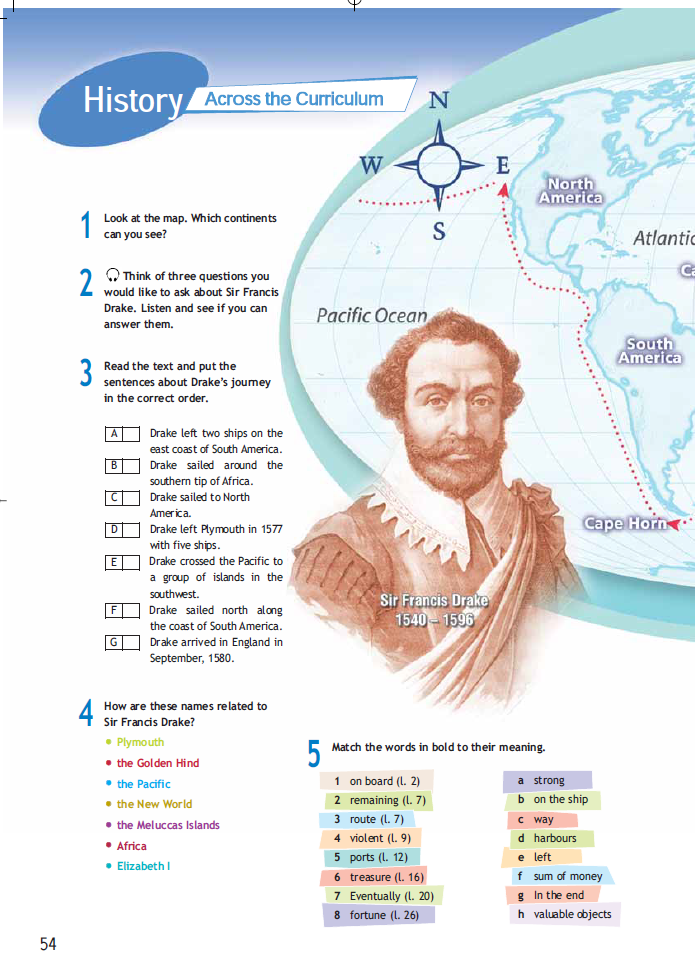 History
Across the Curriculum
N
W
E
S
North
America
Atlantic
Ca
Pacific Ocean
South
America
Cape Horn
Sir Francis Drake
1540 – 1596
1 Look at the map. Which continents
can you see?
2 Think of three questions you
would like to ask about Sir Francis
Drake. Listen and see if you can
answer them.
3 Read the text and put the
sentences about Drake's journey
in the correct order.
A Drake left two ships on the
east coast of South America.
B Drake sailed around the
southern tip of Africa.
C Drake sailed to North
America.
D Drake left Plymouth in 1577
with five ships.
E Drake crossed the Pacific to
a group of islands in the
southwest.
F Drake sailed north along
the coast of South America.
G Drake arrived in England in
September, 1580.
4 How are these names related to
Sir Francis Drake?
• Plymouth
• the Golden Hind
• the Pacific
• the New World
• the Meluccas Islands
• Africa
• Elizabeth I
5 Match the words in bold to their meaning.
1 on board (l. 2)
2 remaining (l. 7)
3 route (l. 7)
4 violent (l. 9)
5 ports (l. 12)
6 treasure (l. 16)
7 Eventually (l. 20)
8 fortune (l. 26)
a strong
b on the ship
c way
d harbours
e left
f sum of money
g In the end
h valuable objects
54